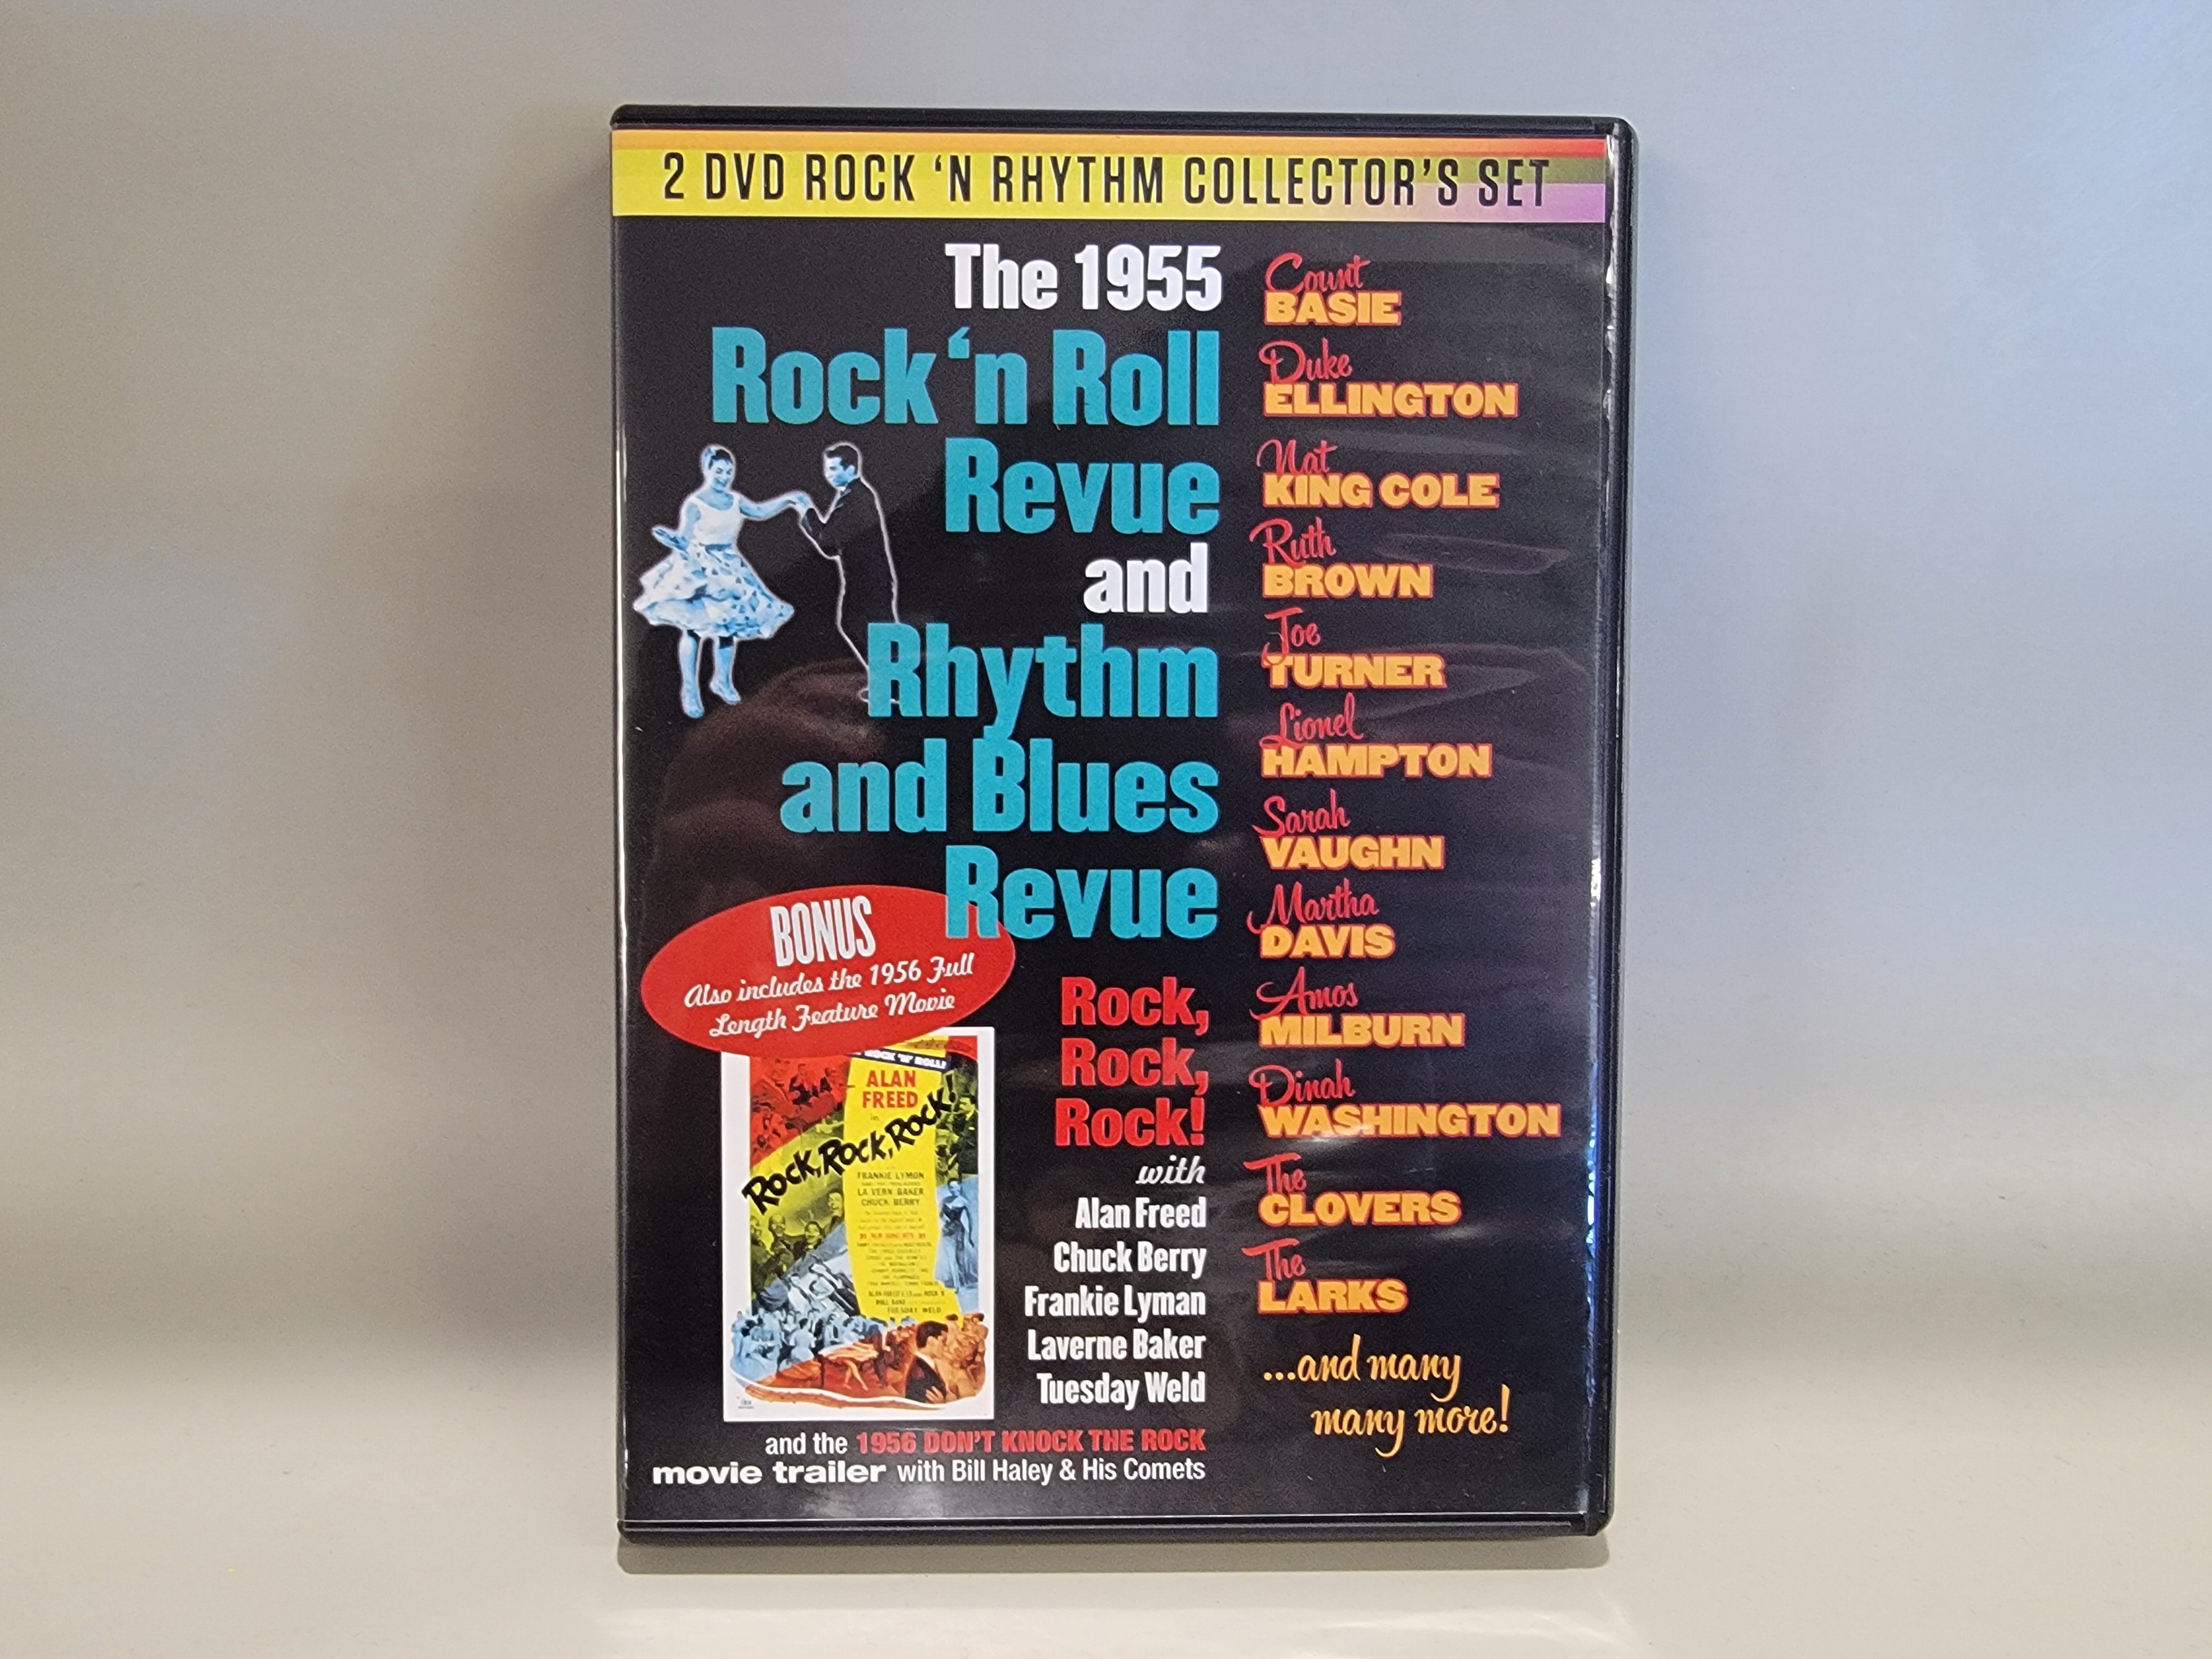 2 DVD ROCK 'N RHYTHM COLLECTOR'S SET
The 1955
Rock 'n Roll
Revue
and
Rhythm
and Blues
Revue
BONUS
Also includes the 1956 Full
Length Feature Movie
Rock,
Rock,
Rock!
with
Alan Freed
Chuck Berry
Frankie Lyman
Laverne Baker
Tuesday Weld
ROCK 'N' ROLL!
ALAN
FREED
in
ROCK, ROCK, ROCK!
FRANKIE LYMON
LA VERN BAKER
CHUCK BERRY
TUESDAY WELD
and the 1956 DON'T KNOCK THE ROCK
movie trailer with Bill Haley & His Comets
Count
BASIE
Duke
ELLINGTON
Nat
KING COLE
Ruth
BROWN
Joe
TURNER
Lionel
HAMPTON
Sarah
VAUGHN
Martha
DAVIS
Amos
MILBURN
Dinah
WASHINGTON
The
CLOVERS
The
LARKS
...and many
many more!